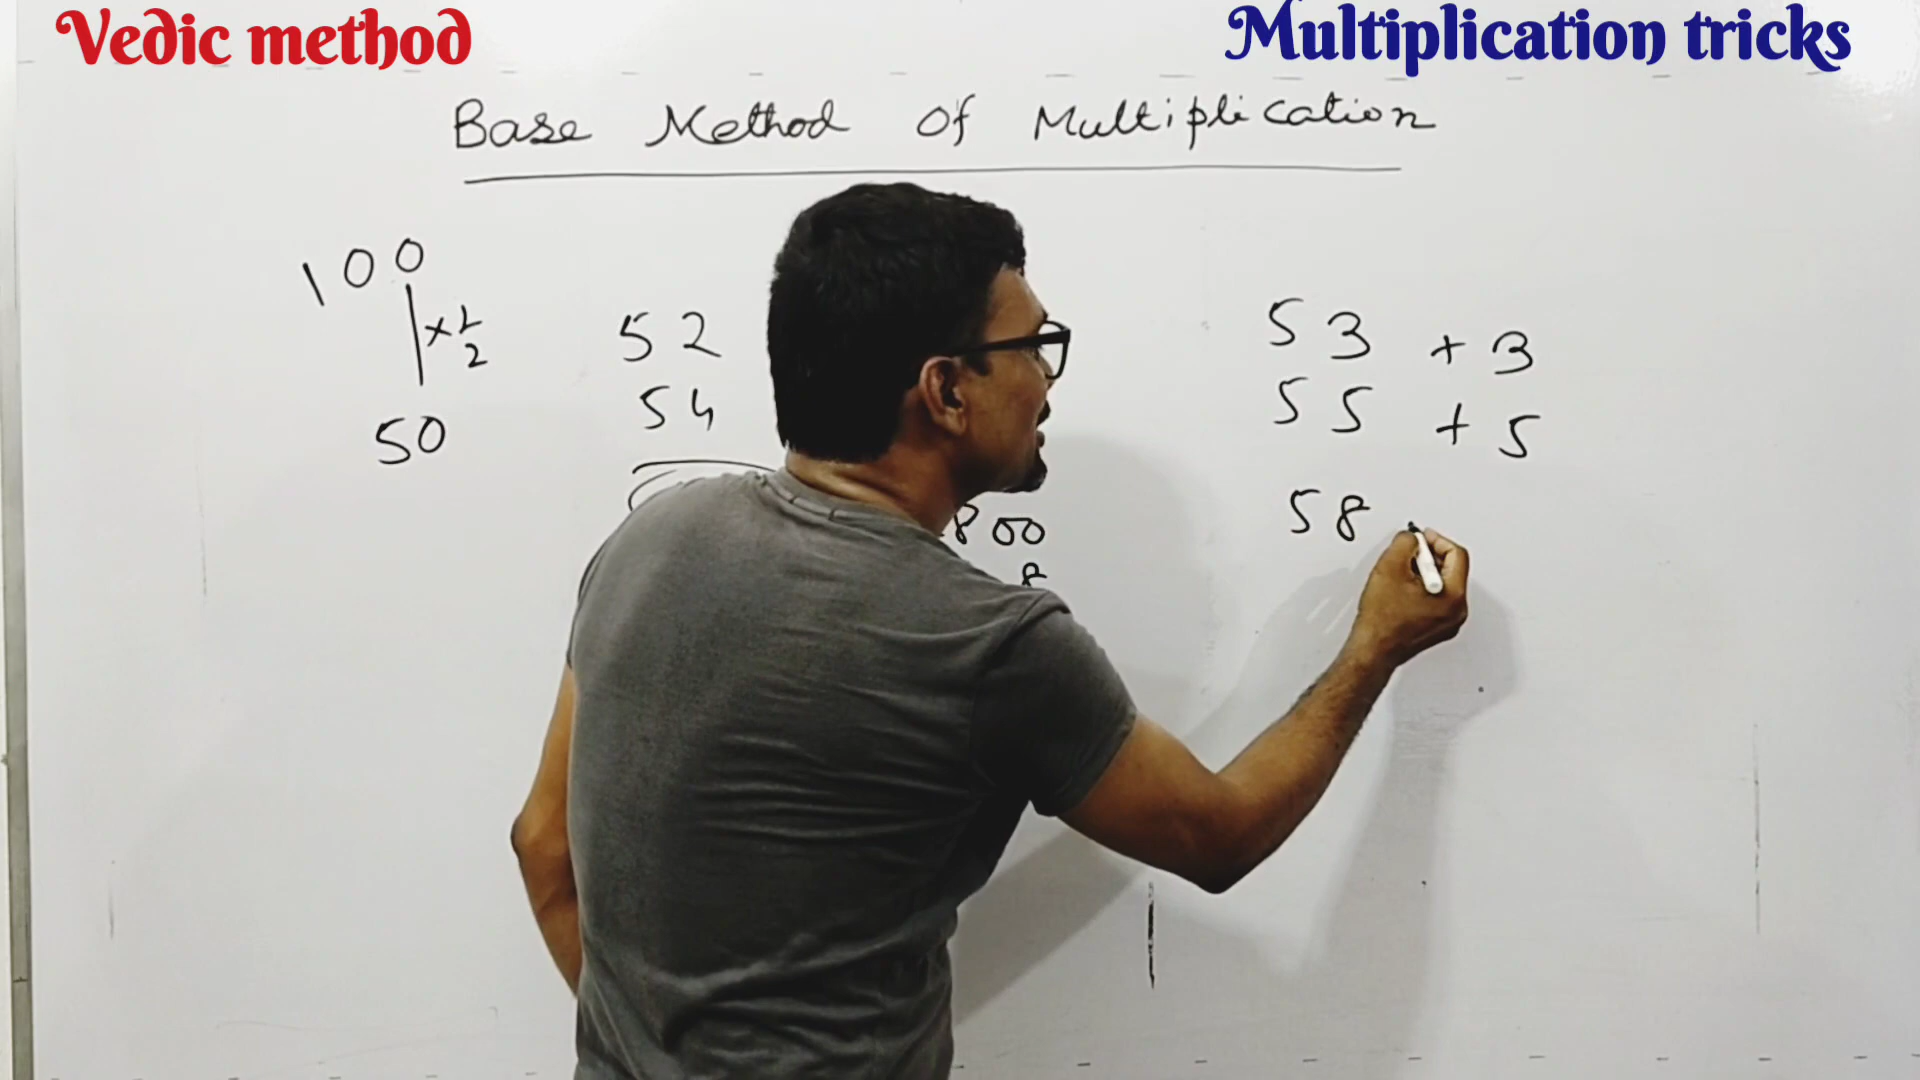 Vedic method
Multiplication tricks
Base Method Of Multiplication
100
× 1/2
50
52
54
800
8
53 + 3
55 + 5
58